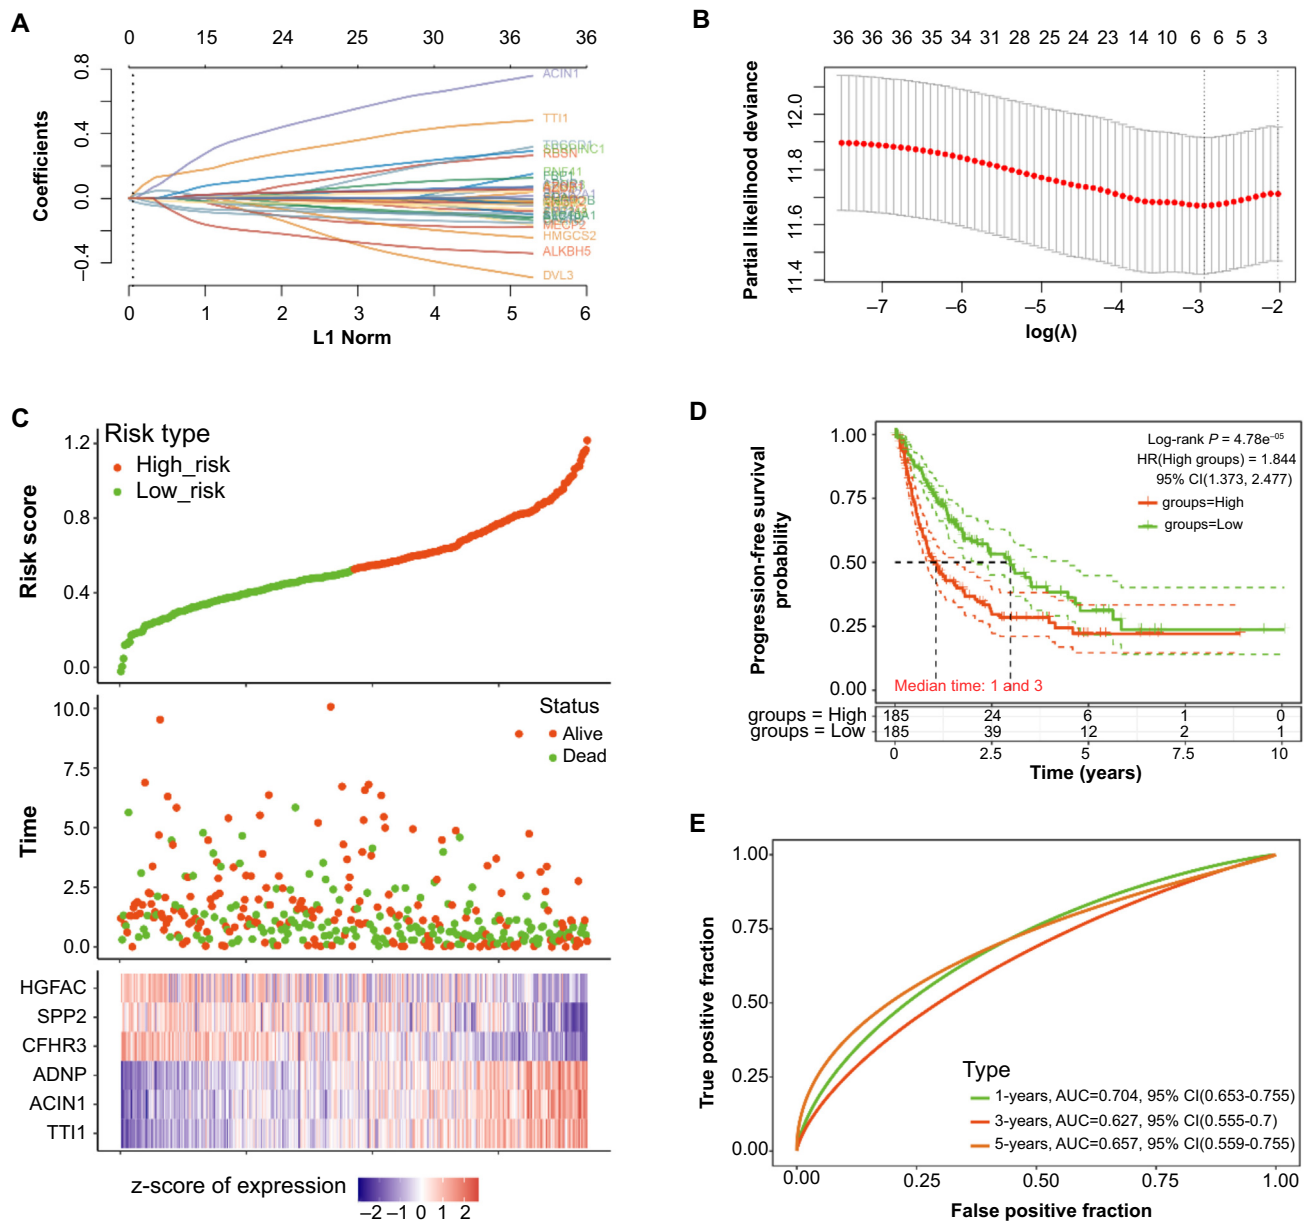 A
0 15 24 25 30 36 36
0.8
0.4
0.0
−0.4
Coefficients
ACIN1
TTI1
RBSN
RNF41
MECP2
HMGCS2
ALKBH5
DVL3
0 1 2 3 4 5 6
L1 Norm
B
36 36 36 35 34 31 28 25 24 23 14 10 6 6 5 3
12.0
11.8
11.6
11.4
Partial likelihood deviance
−7 −6 −5 −4 −3 −2
log(λ)
C
Risk type
High_risk
Low_risk
1.2
0.8
0.4
0.0
Risk score
Status
Alive
Dead
10.0
7.5
5.0
2.5
0.0
Time
HGFAC
SPP2
CFHR3
ADNP
ACIN1
TTI1
z-score of expression
−2 −1 0 1 2
D
1.00
0.75
0.50
0.25
0.00
Progression-free survival
probability
Log-rank P = 4.78e−05
HR(High groups) = 1.844
95% CI(1.373, 2.477)
groups=High
groups=Low
Median time: 1 and 3
groups = High 185 24 6 1 0
groups = Low 185 39 12 2 1
0 2.5 5 7.5 10
Time (years)
E
1.00
0.75
0.50
0.25
0.00
True positive fraction
Type
1-years, AUC=0.704, 95% CI(0.653-0.755)
3-years, AUC=0.627, 95% CI(0.555-0.7)
5-years, AUC=0.657, 95% CI(0.559-0.755)
0.00 0.25 0.50 0.75 1.00
False positive fraction